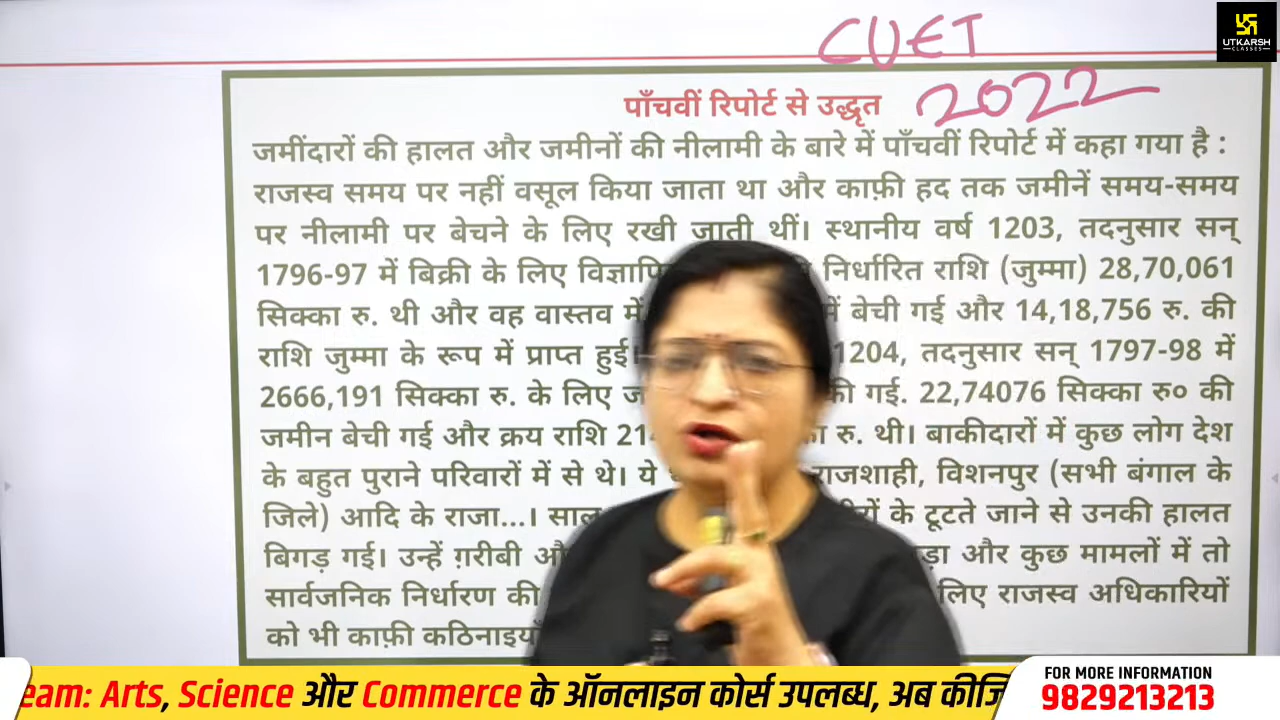 CUET
2022
UTKARSH
CLASSES
पाँचवीं रिपोर्ट से उद्धृत
जमींदारों की हालत और जमीनों की नीलामी के बारे में पाँचवीं रिपोर्ट में कहा गया है :
राजस्व समय पर नहीं वसूल किया जाता था और काफ़ी हद तक जमीनें समय-समय
पर नीलामी पर बेचने के लिए रखी जाती थीं। स्थानीय वर्ष 1203, तदनुसार सन्
1796-97 में बिक्री के लिए निर्धारित राशि (जुम्मा) 28,70,061
सिक्का रु. थी और वह वास्तव में बेची गई और 14,18,756 रु. की
राशि जुम्मा के रूप में प्राप्त हुई। 1204, तदनुसार सन् 1797-98 में
2666,191 सिक्का रु. के लिए की गई. 22,74076 सिक्का रु० की
जमीन बेची गई और क्रय राशि रु. थी। बाकीदारों में कुछ लोग देश
के बहुत पुराने परिवारों में से थे। ये राजशाही, विशनपुर (सभी बंगाल के
जिले) आदि के राजा...। के टूटते जाने से उनकी हालत
बिगड़ गई। उन्हें ग़रीबी और कुछ मामलों में तो
सार्वजनिक निर्धारण की लिए राजस्व अधिकारियों
को भी काफ़ी
Arts, Science और Commerce के ऑनलाइन कोर्स उपलब्ध, अब
FOR MORE INFORMATION
9829213213